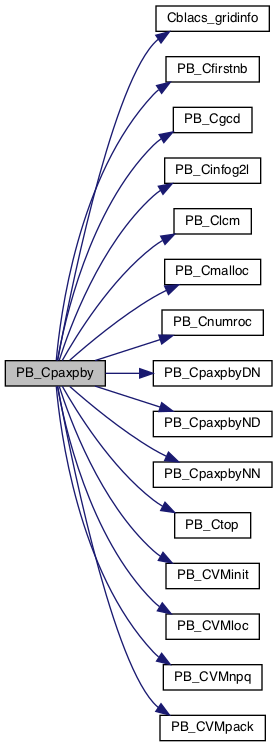 Cblacs_gridinfo
PB_Cfirstnb
PB_Cgcd
PB_Cinfog2l
PB_Clcm
PB_Cmalloc
PB_Cnumroc
PB_Cpaxpby
PB_CpaxpbyDN
PB_CpaxpbyND
PB_CpaxpbyNN
PB_Ctop
PB_CVMinit
PB_CVMloc
PB_CVMnpq
PB_CVMpack